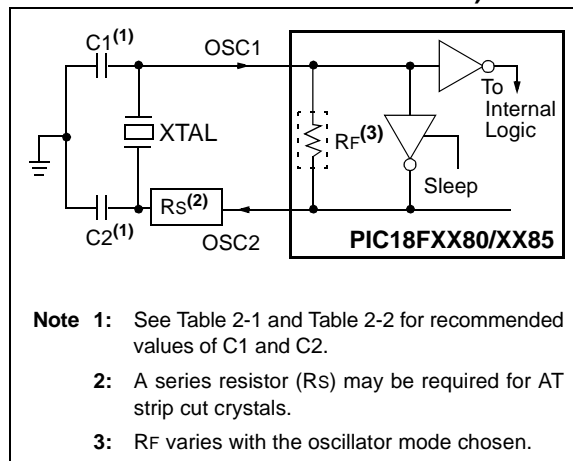 C1(1)
OSC1
To
Internal
Logic
XTAL
RF(3)
Sleep
RS(2)
C2(1)
OSC2
PIC18FXX80/XX85
Note 1: See Table 2-1 and Table 2-2 for recommended
values of C1 and C2.
2: A series resistor (RS) may be required for AT
strip cut crystals.
3: RF varies with the oscillator mode chosen.